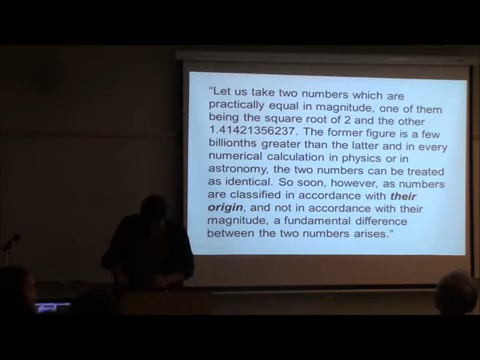 "Let us take two numbers which are
practically equal in magnitude, one of them
being the square root of 2 and the other
1.41421356237. The former figure is a few
billionths greater than the latter and in every
numerical calculation in physics or in
astronomy, the two numbers can be treated
as identical. So soon, however, as numbers
are classified in accordance with their
origin, and not in accordance with their
magnitude, a fundamental difference
between the two numbers arises."